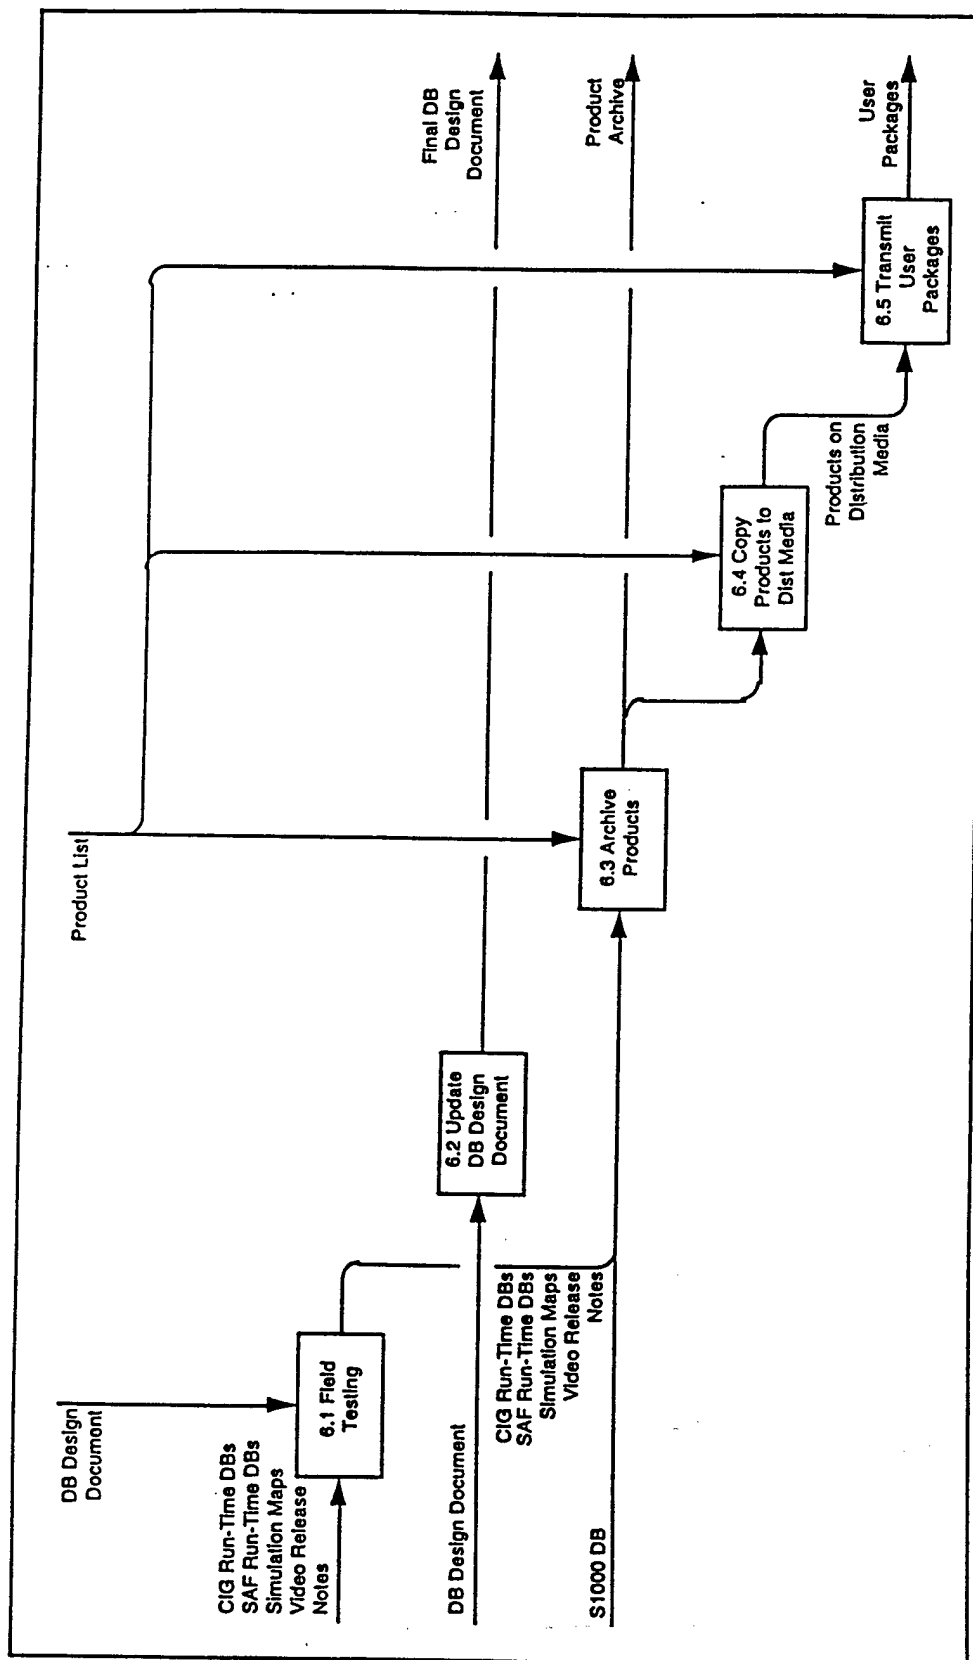 DB Design
Document
CIG Run-Time DBs
SAF Run-Time DBs
Simulation Maps
Video Release
Notes
6.1 Field
Testing
DB Design Document
CIG Run-Time DBs
SAF Run-Time DBs
Simulation Maps
Video Release
Notes
S1000 DB
6.2 Update
DB Design
Document
Product List
6.3 Archive
Products
6.4 Copy
Products to
Dist Media
Products on
Distribution
Media
6.5 Transmit
User
Packages
Final DB
Design
Document
Product
Archive
User
Packages